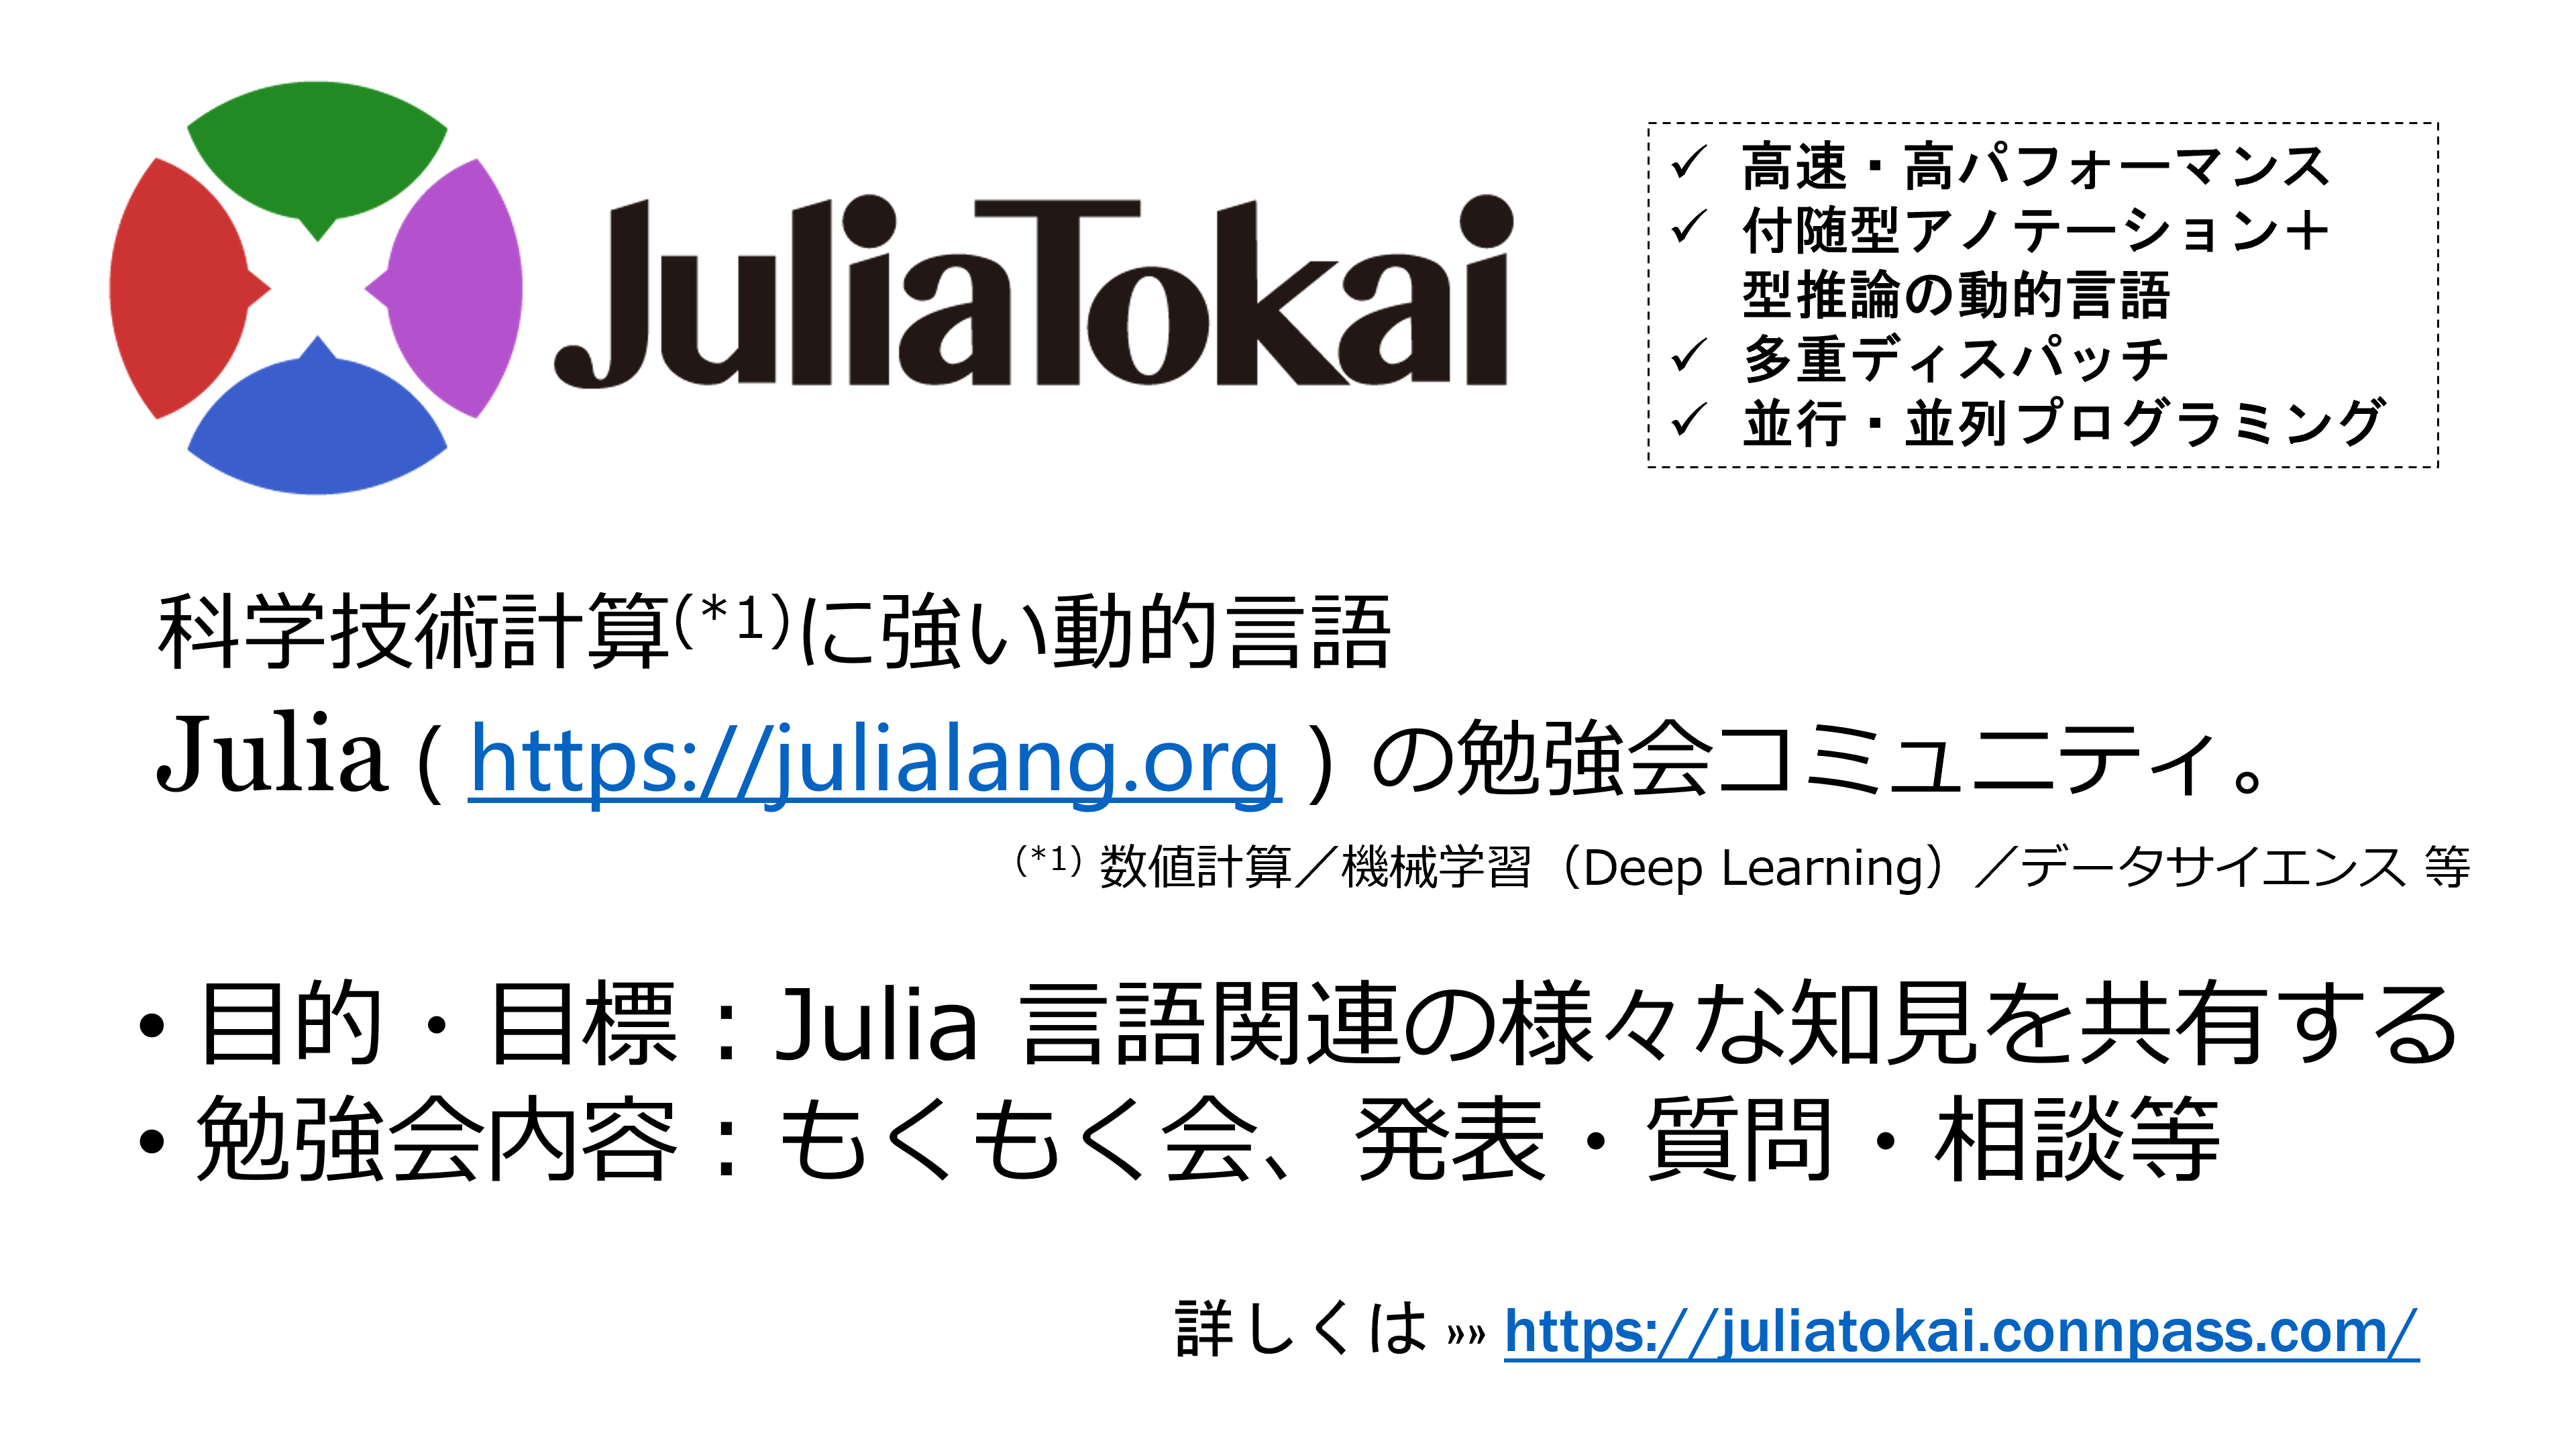 JuliaTokai
✓ 高速・高パフォーマンス
✓ 付随型アノテーション＋
型推論の動的言語
✓ 多重ディスパッチ
✓ 並行・並列プログラミング
科学技術計算(*1)に強い動的言語
Julia ( https://julialang.org ) の勉強会コミュニティ。
(*1) 数値計算／機械学習（Deep Learning）／データサイエンス 等
• 目的・目標：Julia 言語関連の様々な知見を共有する
• 勉強会内容：もくもく会、発表・質問・相談等
詳しくは »» https://juliatokai.connpass.com/